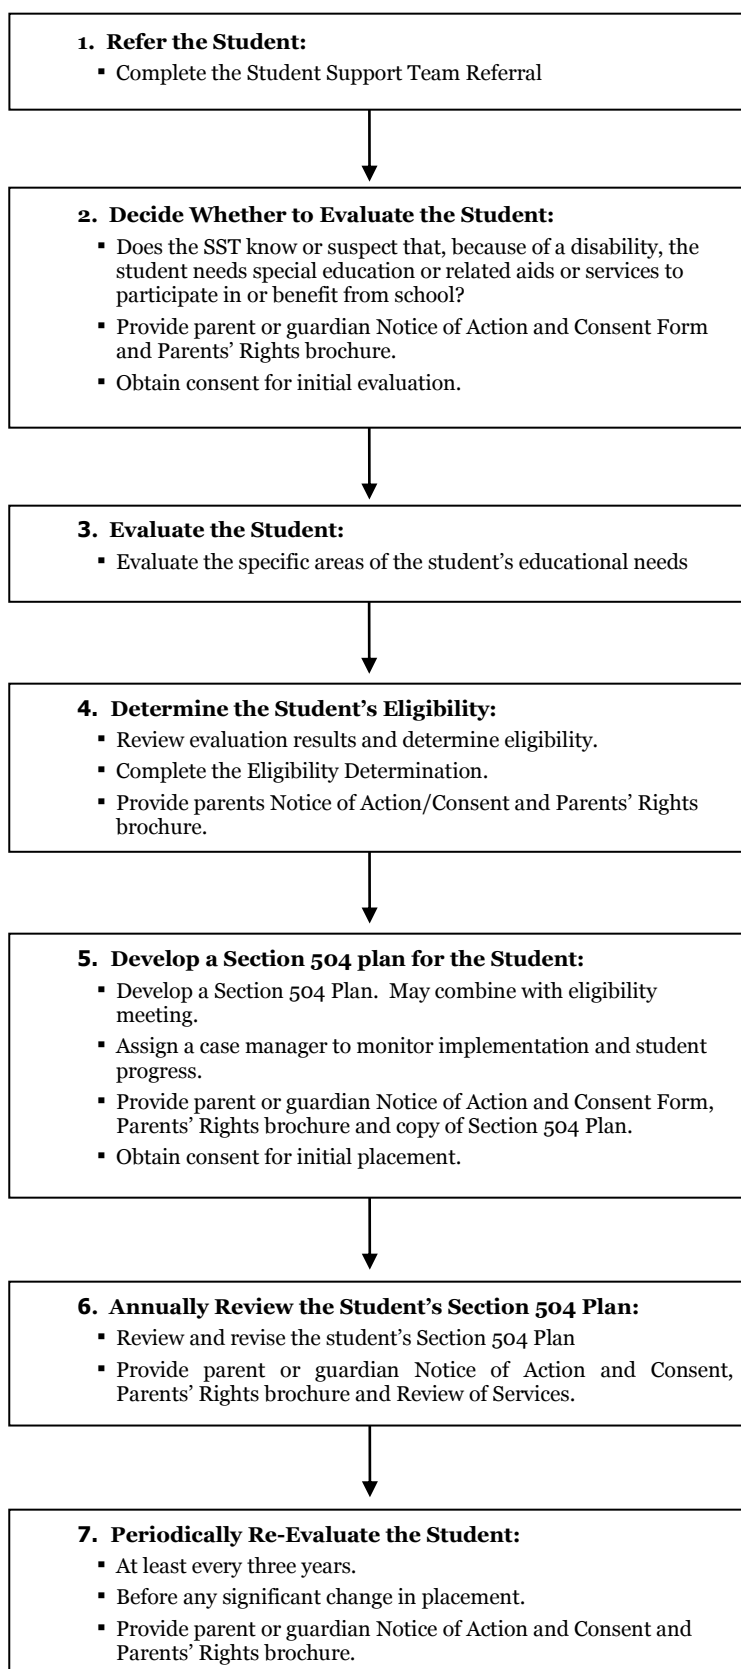 1. Refer the Student:
▪ Complete the Student Support Team Referral
2. Decide Whether to Evaluate the Student:
▪ Does the SST know or suspect that, because of a disability, the
student needs special education or related aids or services to
participate in or benefit from school?
▪ Provide parent or guardian Notice of Action and Consent Form
and Parents’ Rights brochure.
▪ Obtain consent for initial evaluation.
3. Evaluate the Student:
▪ Evaluate the specific areas of the student’s educational needs
4. Determine the Student’s Eligibility:
▪ Review evaluation results and determine eligibility.
▪ Complete the Eligibility Determination.
▪ Provide parents Notice of Action/Consent and Parents’ Rights
brochure.
5. Develop a Section 504 plan for the Student:
▪ Develop a Section 504 Plan. May combine with eligibility
meeting.
▪ Assign a case manager to monitor implementation and student
progress.
▪ Provide parent or guardian Notice of Action and Consent Form,
Parents’ Rights brochure and copy of Section 504 Plan.
▪ Obtain consent for initial placement.
6. Annually Review the Student’s Section 504 Plan:
▪ Review and revise the student’s Section 504 Plan
▪ Provide parent or guardian Notice of Action and Consent,
Parents’ Rights brochure and Review of Services.
7. Periodically Re-Evaluate the Student:
▪ At least every three years.
▪ Before any significant change in placement.
▪ Provide parent or guardian Notice of Action and Consent and
Parents’ Rights brochure.